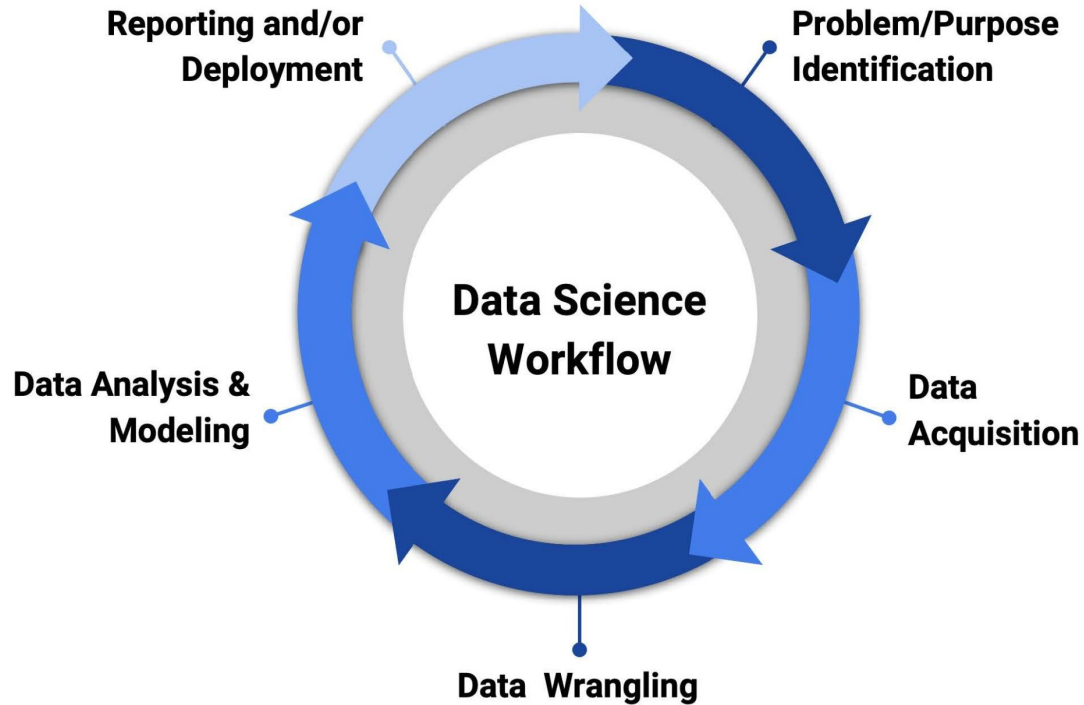 Reporting and/or
Deployment
Problem/Purpose
Identification
Data Science
Workflow
Data Analysis &
Modeling
Data
Acquisition
Data Wrangling